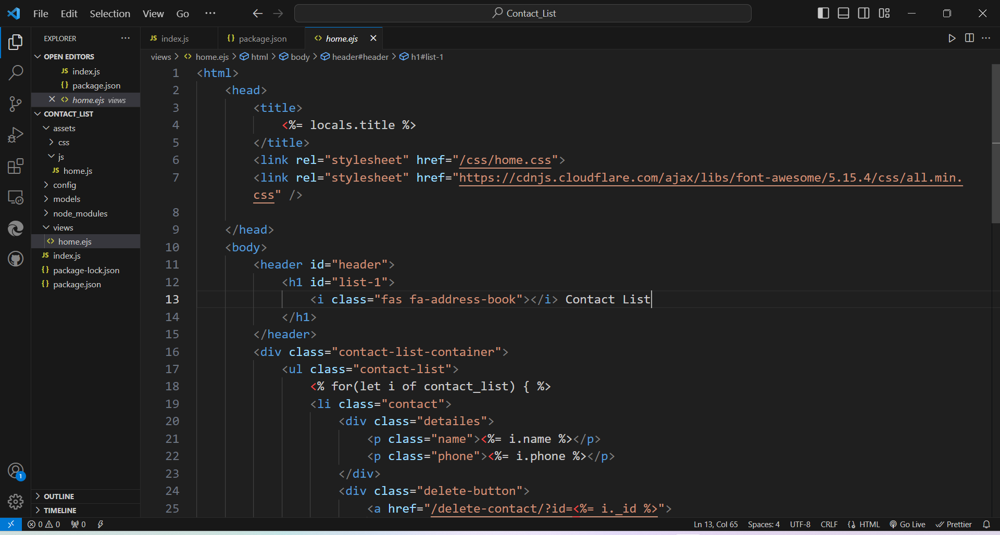 File Edit Selection View Go ··· Contact_List
EXPLORER ···
OPEN EDITORS
JS index.js
{} package.json
<> home.ejs views
CONTACT_LIST
assets
css
js
JS home.js
config
models
node_modules
views
<> home.ejs
JS index.js
{} package-lock.json
{} package.json
OUTLINE
TIMELINE
1
JS index.js {} package.json <> home.ejs
views > <> home.ejs > html > body > header#header > h1#list-1
1 <html>
2 <head>
3 <title>
4 <%= locals.title %>
5 </title>
6 <link rel="stylesheet" href="/css/home.css">
7 <link rel="stylesheet" href="https://cdnjs.cloudflare.com/ajax/libs/font-awesome/5.15.4/css/all.min.
css" />
8
9 </head>
10 <body>
11 <header id="header">
12 <h1 id="list-1">
13 <i class="fas fa-address-book"></i> Contact List
14 </h1>
15 </header>
16 <div class="contact-list-container">
17 <ul class="contact-list">
18 <% for(let i of contact_list) { %>
19 <li class="contact">
20 <div class="detailes">
21 <p class="name"><%= i.name %></p>
22 <p class="phone"><%= i.phone %></p>
23 </div>
24 <div class="delete-button">
25 <a href="/delete-contact/?id=<%= i._id %>">
0 0 0 Ln 13, Col 65 Spaces: 4 UTF-8 CRLF {} HTML Go Live Prettier